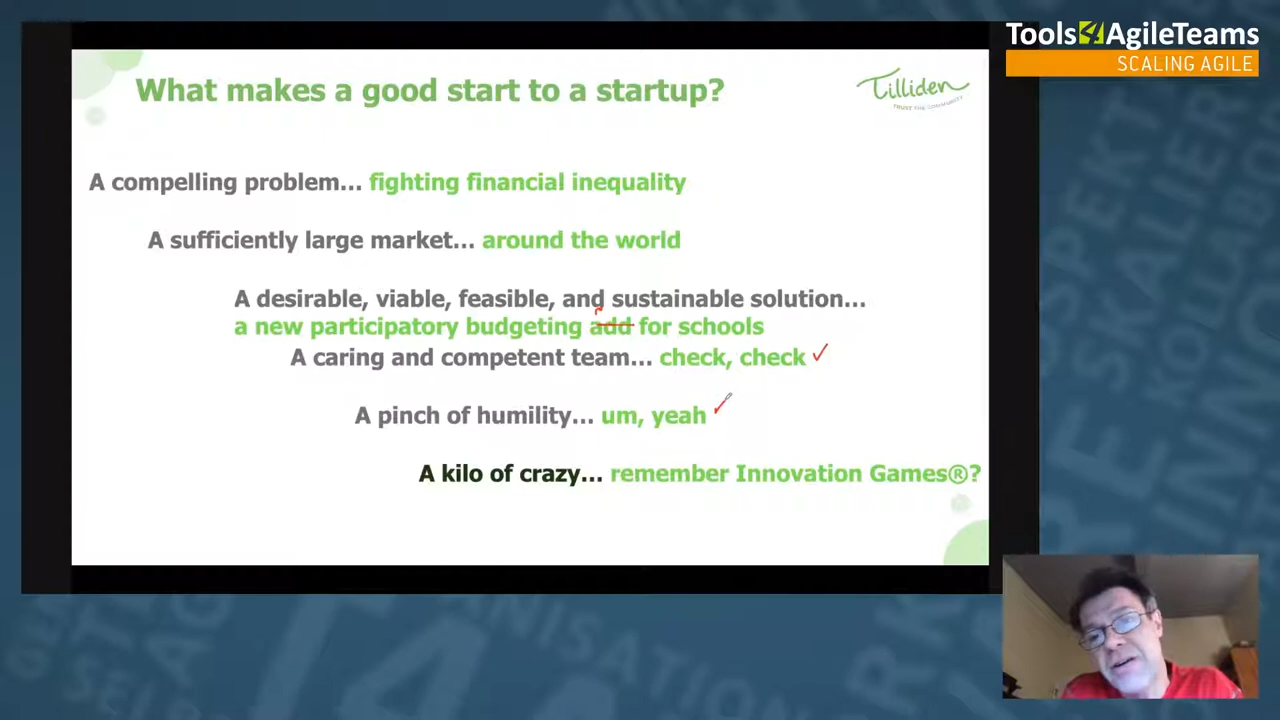 Tools4AgileTeams
SCALING AGILE
What makes a good start to a startup?
Tilliden
TRUST THE COMMUNITY
A compelling problem... fighting financial inequality
A sufficiently large market... around the world
A desirable, viable, feasible, and sustainable solution...
a new participatory budgeting add for schools
A caring and competent team... check, check ✓
A pinch of humility... um, yeah ✓
A kilo of crazy... remember Innovation Games®?